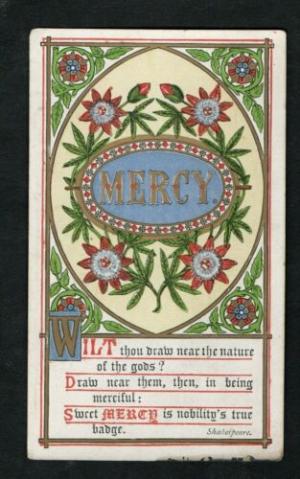 MERCY.
WILT thou draw near the nature
of the gods?
Draw near them, then, in being
merciful:
Sweet MERCY is nobility's true
badge.
Shakespeare.